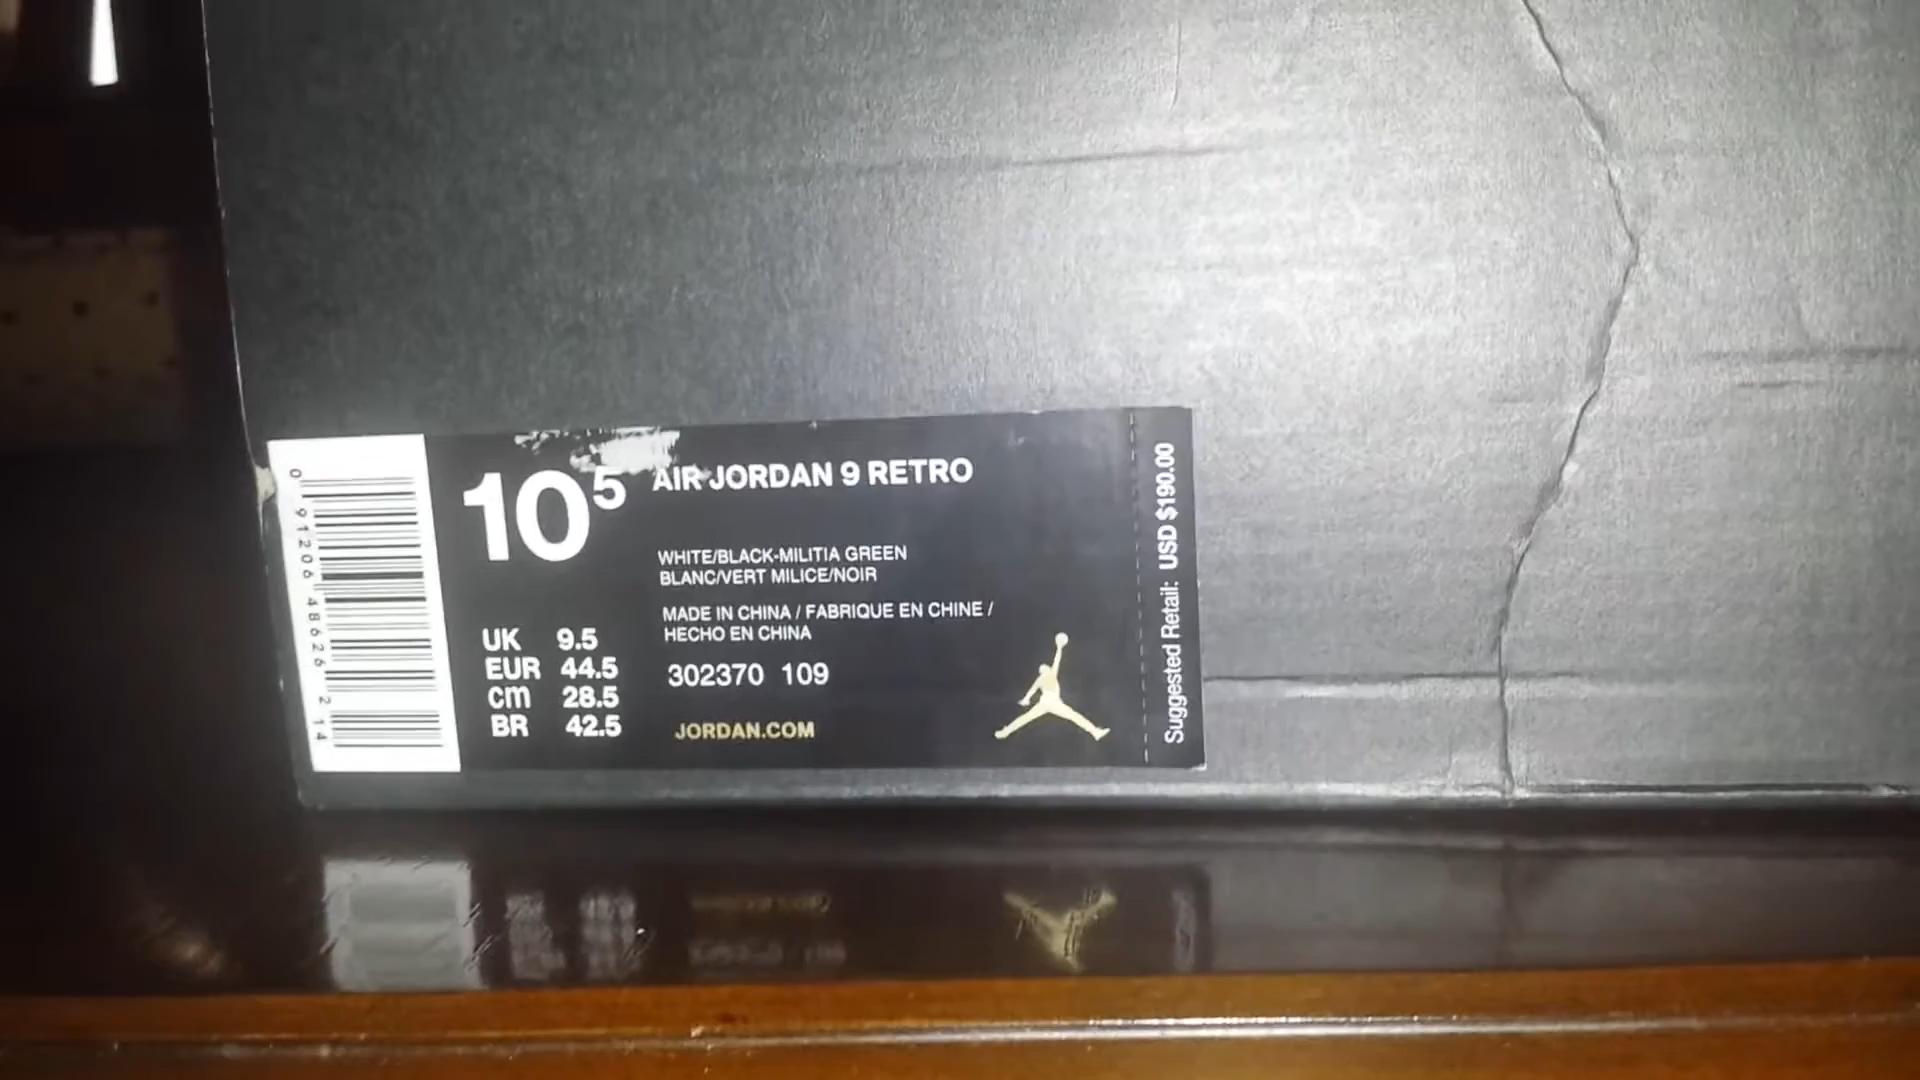 0 91206 48626 2 14
10⁵
AIR JORDAN 9 RETRO
WHITE/BLACK-MILITIA GREEN
BLANC/VERT MILICE/NOIR
MADE IN CHINA / FABRIQUE EN CHINE /
HECHO EN CHINA
302370 109
JORDAN.COM
UK 9.5
EUR 44.5
cm 28.5
BR 42.5
Suggested Retail: USD $190.00